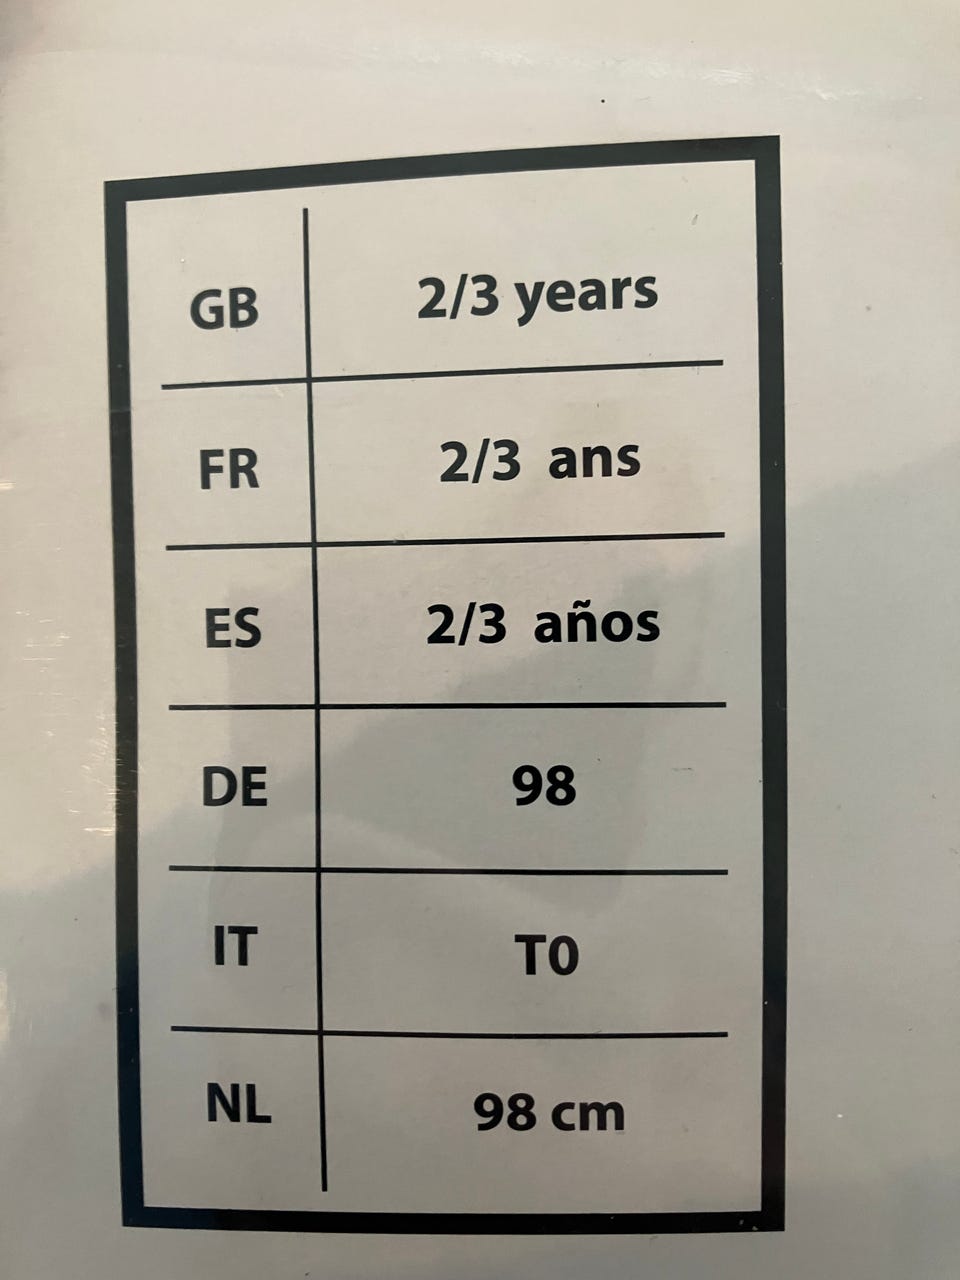 GB 2/3 years
FR 2/3 ans
ES 2/3 años
DE 98
IT T0
NL 98 cm